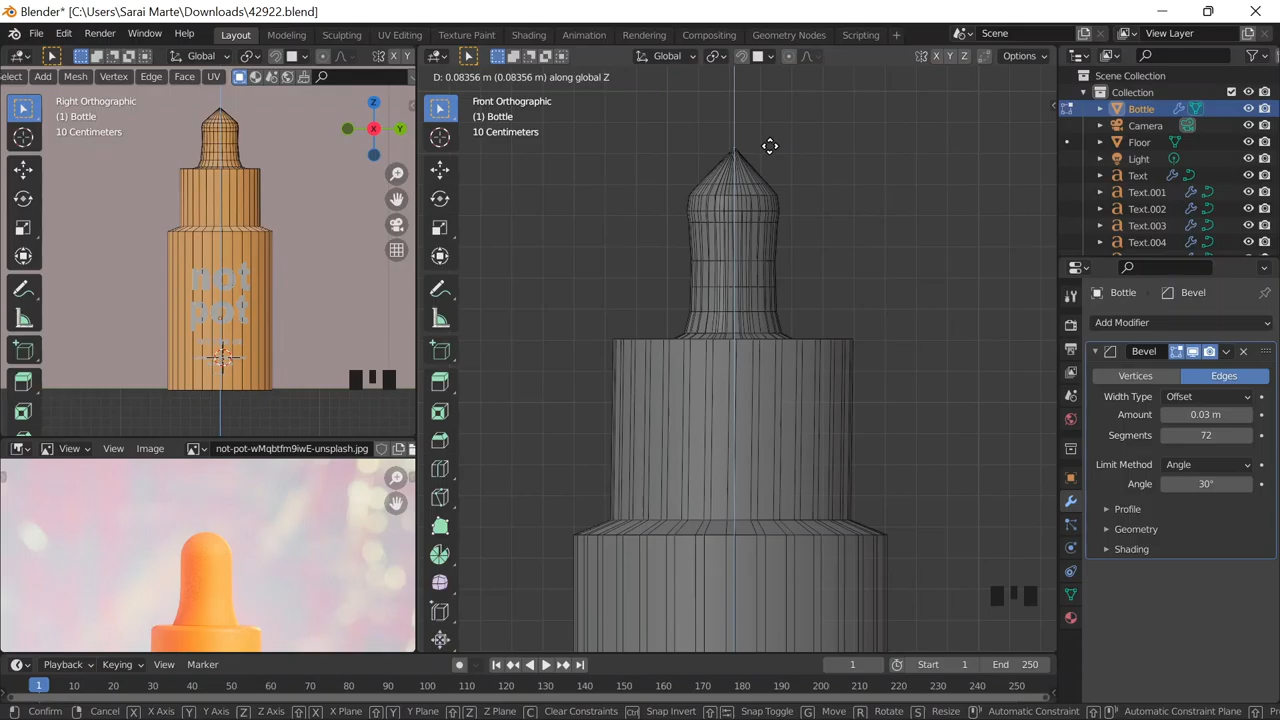 Blender* [C:\Users\Sarai Marte\Downloads\42922.blend]
File Edit Render Window Help Layout Modeling Sculpting UV Editing Texture Paint Shading Animation Rendering Compositing Geometry Nodes Scripting + Scene View Layer
Global X Y Global X Y Z Options
elect Add Mesh Vertex Edge Face UV
D: 0.08356 m (0.08356 m) along global Z
Right Orthographic
(1) Bottle
10 Centimeters
Z
X
Y
not
pot
Front Orthographic
(1) Bottle
10 Centimeters
Scene Collection
Collection
Bottle
Camera
Floor
Light
Text
Text.001
Text.002
Text.003
Text.004
Bottle > Bevel
Add Modifier
Bevel
Vertices Edges
Width Type Offset
Amount 0.03 m
Segments 72
Limit Method Angle
Angle 30°
Profile
Geometry
Shading
View View Image not-pot-wMqbtfm9iwE-unsplash.jpg
Playback Keying View Marker 1 Start 1 End 250
1 10 20 30 40 50 60 70 80 90 100 110 120 130 140 150 160 170 180 190 200 210 220 230 240 250
Confirm Cancel X X Axis Y Y Axis Z Z Axis X X Plane Y Y Plane Z Z Plane C Clear Constraints Ctrl Snap Invert Snap Toggle G Move R Rotate S Resize Automatic Constraint Automatic Constraint Plane